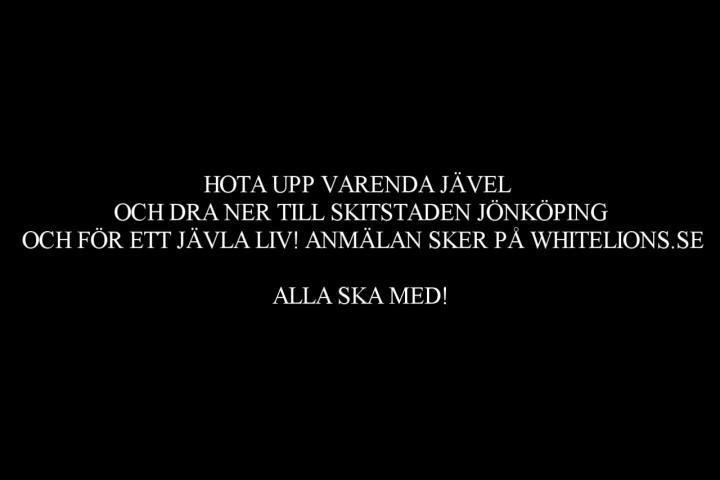 HOTA UPP VARENDA JÄVEL
OCH DRA NER TILL SKITSTADEN JÖNKÖPING
OCH FÖR ETT JÄVLA LIV! ANMÄLAN SKER PÅ WHITELIONS.SE
ALLA SKA MED!